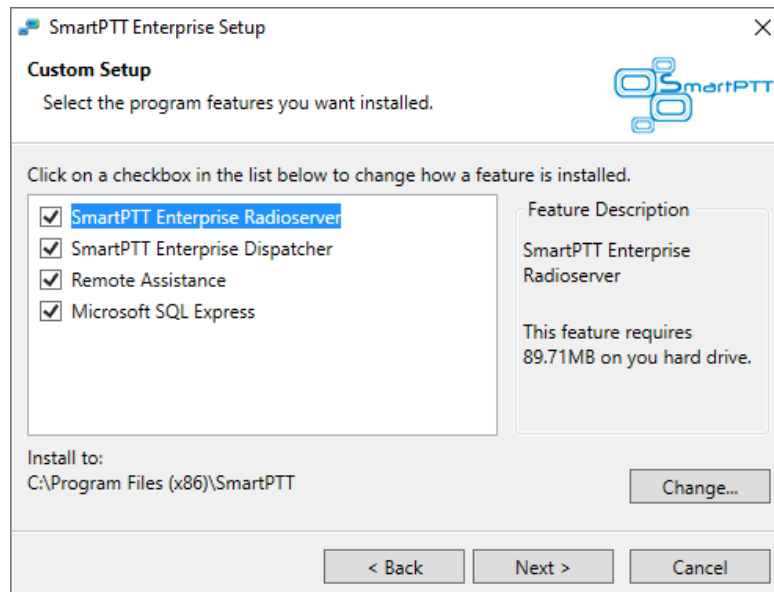 SmartPTT Enterprise Setup
Custom Setup
Select the program features you want installed.
SmartPTT
Click on a checkbox in the list below to change how a feature is installed.
SmartPTT Enterprise Radioserver
SmartPTT Enterprise Dispatcher
Remote Assistance
Microsoft SQL Express
Feature Description
SmartPTT Enterprise
Radioserver
This feature requires
89.71MB on you hard drive.
Install to:
C:\Program Files (x86)\SmartPTT
Change...
< Back
Next >
Cancel